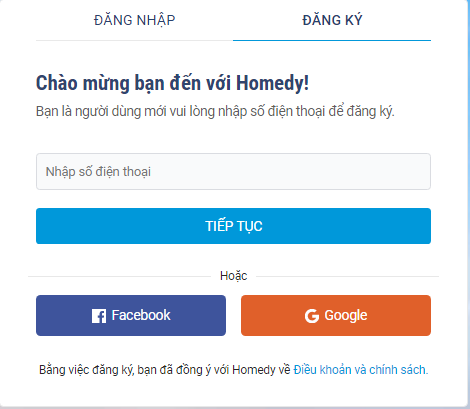 ĐĂNG NHẬP ĐĂNG KÝ
Chào mừng bạn đến với Homedy!
Bạn là người dùng mới vui lòng nhập số điện thoại để đăng ký.
Nhập số điện thoại
TIẾP TỤC
Hoặc
Facebook Google
Bằng việc đăng ký, bạn đã đồng ý với Homedy về Điều khoản và chính sách.